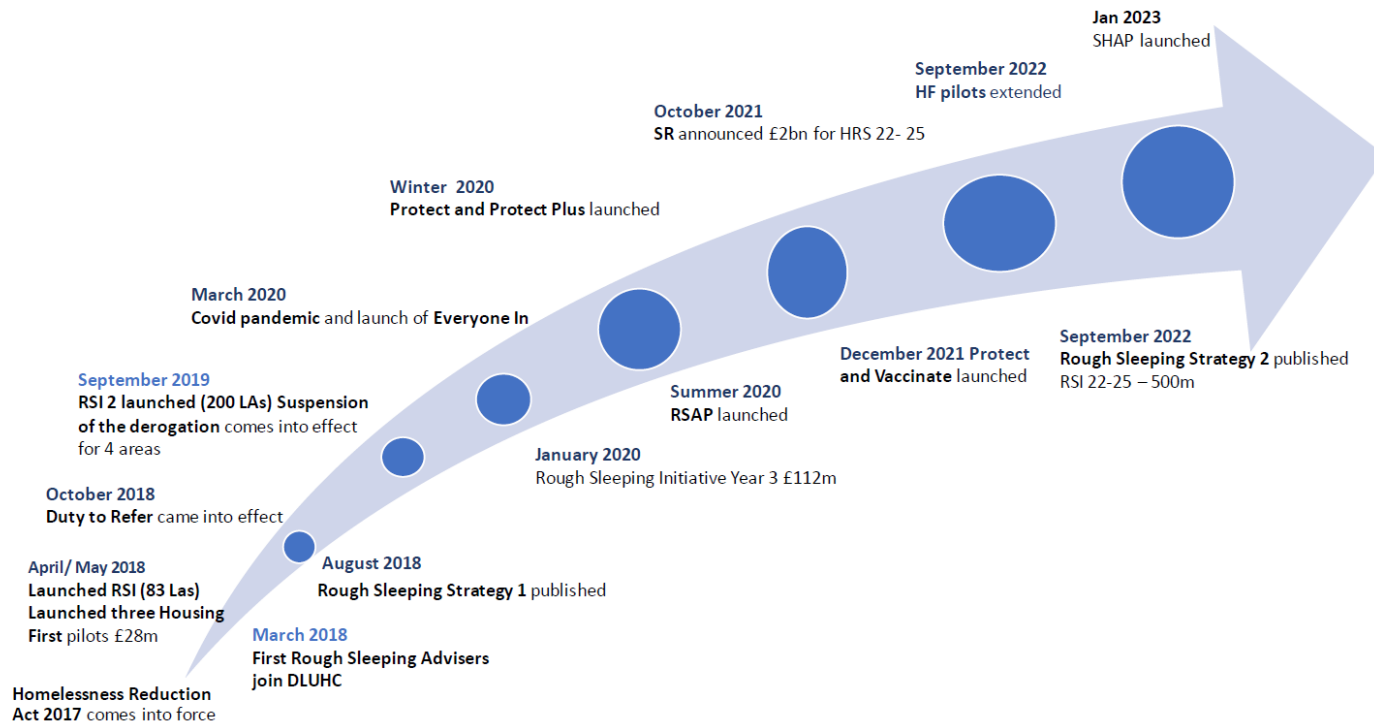 Jan 2023
SHAP launched
September 2022
HF pilots extended
October 2021
SR announced £2bn for HRS 22- 25
Winter  2020
Protect and Protect Plus launched
March 2020
Covid pandemic and launch of Everyone In
September 2019
RSI 2 launched (200 LAs) Suspension
of the derogation comes into effect
for 4 areas
October 2018
Duty to Refer came into effect
April/ May 2018
Launched RSI (83 Las)
Launched three Housing
First pilots £28m
Homelessness Reduction
Act 2017 comes into force
March 2018
First Rough Sleeping Advisers
join DLUHC
August 2018
Rough Sleeping Strategy 1 published
January 2020
Rough Sleeping Initiative Year 3 £112m
Summer 2020
RSAP launched
December 2021 Protect
and Vaccinate launched
September 2022
Rough Sleeping Strategy 2 published
RSI 22-25 – 500m